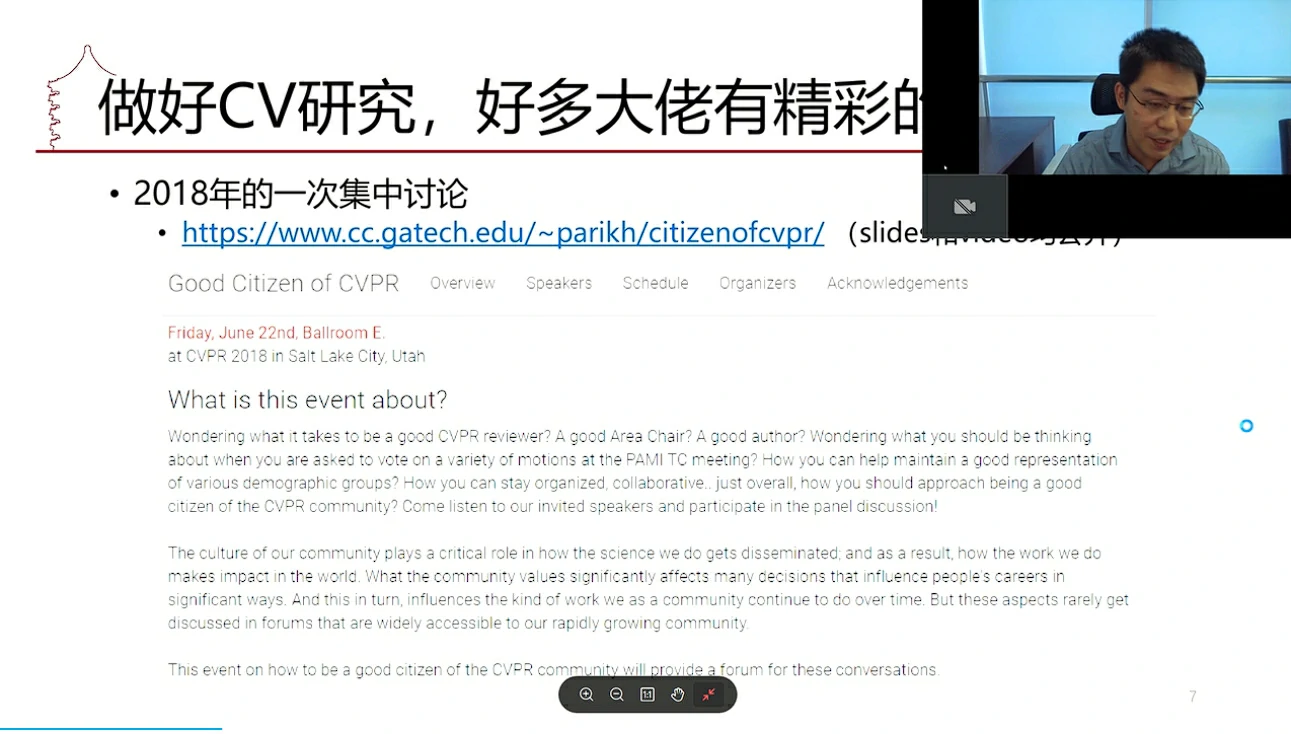 做好CV研究，好多大佬有精彩的
• 2018年的一次集中讨论
• https://www.cc.gatech.edu/~parikh/citizenofcvpr/ （slides
Good Citizen of CVPR Overview Speakers Schedule Organizers Acknowledgements
Friday, June 22nd, Ballroom E.
at CVPR 2018 in Salt Lake City, Utah
What is this event about?
Wondering what it takes to be a good CVPR reviewer? A good Area Chair? A good author? Wondering what you should be thinking
about when you are asked to vote on a variety of motions at the PAMI TC meeting? How you can help maintain a good representation
of various demographic groups? How you can stay organized, collaborative.. just overall, how you should approach being a good
citizen of the CVPR community? Come listen to our invited speakers and participate in the panel discussion!
The culture of our community plays a critical role in how the science we do gets disseminated; and as a result, how the work we do
makes impact in the world. What the community values significantly affects many decisions that influence people's careers in
significant ways. And this in turn, influences the kind of work we as a community continue to do over time. But these aspects rarely get
discussed in forums that are widely accessible to our rapidly growing community.
This event on how to be a good citizen of the CVPR community will provide a forum for these conversations.
1:1
7